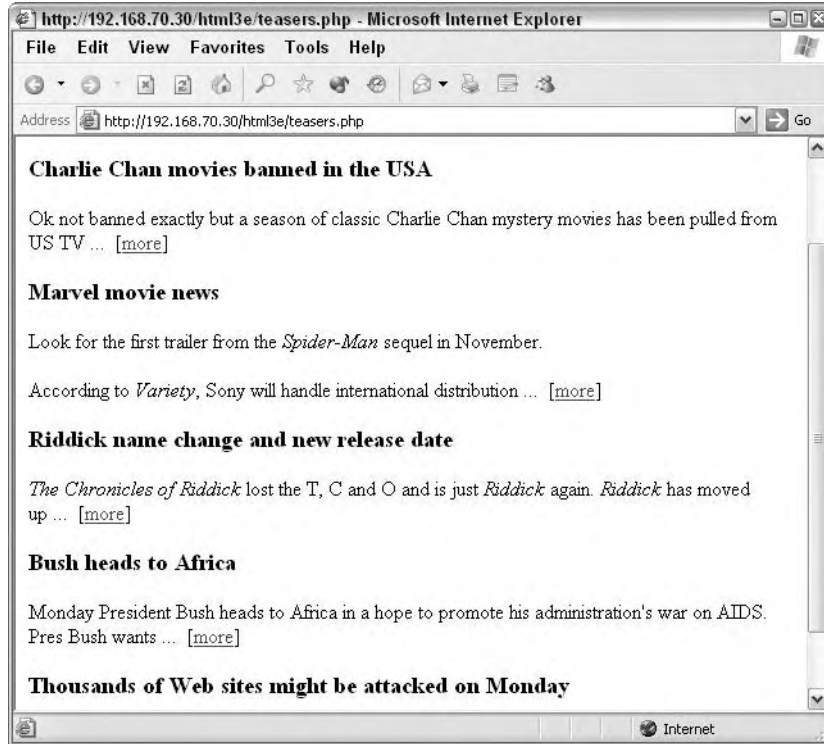 http://192.168.70.30/html3e/teasers.php - Microsoft Internet Explorer
File Edit View Favorites Tools Help
Address http://192.168.70.30/html3e/teasers.php Go
Charlie Chan movies banned in the USA
Ok not banned exactly but a season of classic Charlie Chan mystery movies has been pulled from
US TV ... [more]
Marvel movie news
Look for the first trailer from the Spider-Man sequel in November.
According to Variety, Sony will handle international distribution ... [more]
Riddick name change and new release date
The Chronicles of Riddick lost the T, C and O and is just Riddick again. Riddick has moved
up ... [more]
Bush heads to Africa
Monday President Bush heads to Africa in a hope to promote his administration's war on AIDS.
Pres Bush wants ... [more]
Thousands of Web sites might be attacked on Monday
Internet